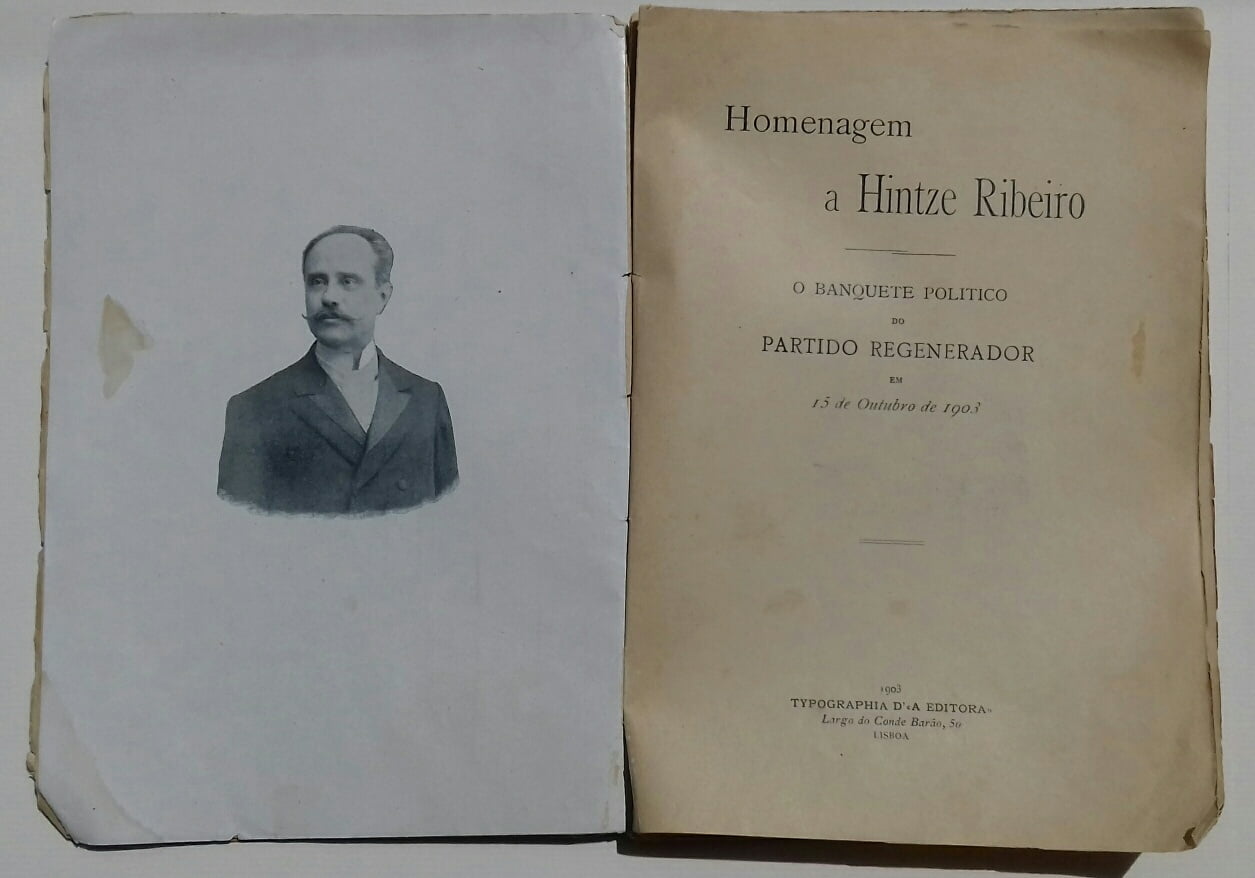 Homenagem
a Hintze Ribeiro
O BANQUETE POLITICO
DO
PARTIDO REGENERADOR
EM
15 de Outubro de 1903
1903
TYPOGRAPHIA D'«A EDITORA»
Largo do Conde Barão, 50
LISBOA